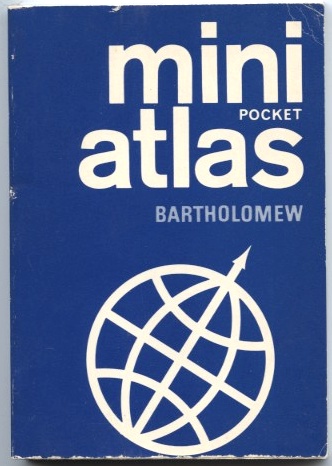 mini
POCKET
atlas
BARTHOLOMEW